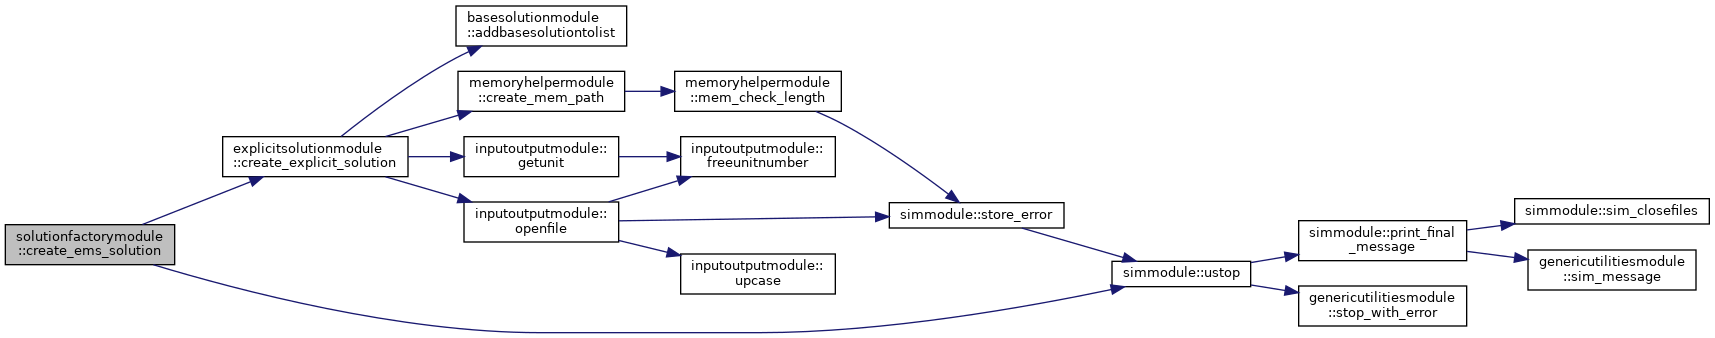 basesolutionmodule
::addbasesolutiontolist
memoryhelpermodule
::create_mem_path
memoryhelpermodule
::mem_check_length
explicitsolutionmodule
::create_explicit_solution
inputoutputmodule::
getunit
inputoutputmodule::
freeunitnumber
inputoutputmodule::
openfile
simmodule::store_error
simmodule::sim_closefiles
solutionfactorymodule
::create_ems_solution
simmodule::print_final
_message
inputoutputmodule::
upcase
simmodule::ustop
genericutilitiesmodule
::sim_message
genericutilitiesmodule
::stop_with_error